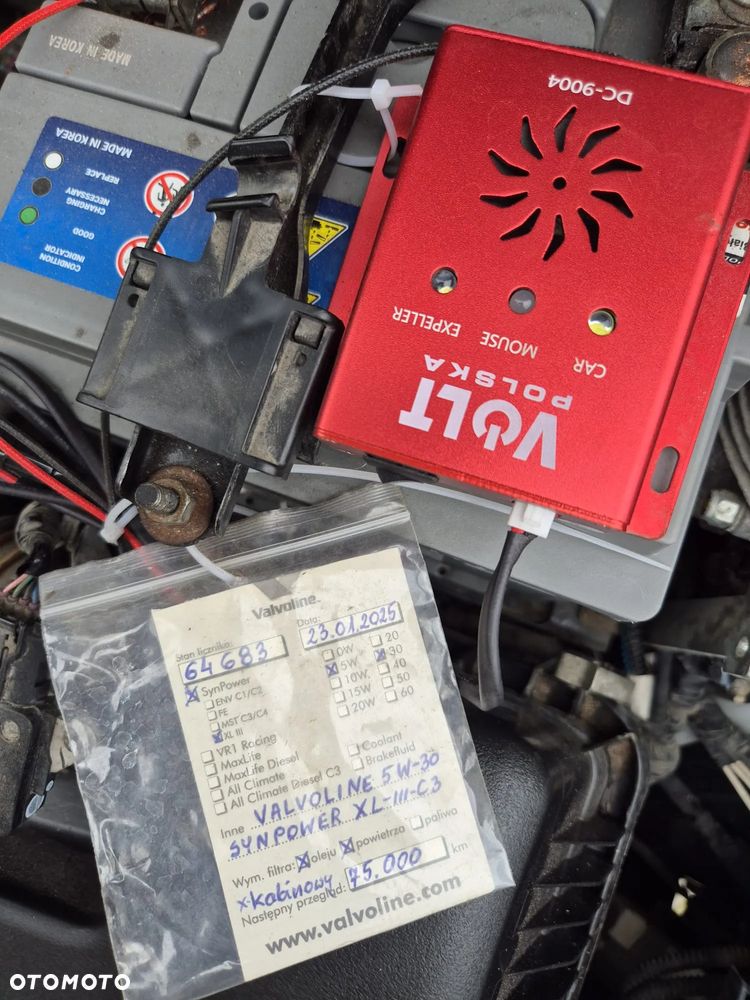 MADE IN KOREA
MADE IN KOREA
REPLACE
CHARGING
NECESSARY
GOOD
CONDITION
INDICATOR
DC-9004
CAR MOUSE EXPELLER
VOLT
POLSKA
Valvoline™
Stan licznika:
64683
Data:
23.01.2025
SynPower
ENV C1/C2
FE
MST C3/C4
XL III
VR1 Racing
MaxLife
MaxLife Diesel
All Climate
All Climate Diesel C3
0W
5W
10W
15W
20W
20
30
40
50
60
Coolant
Brakefluid
Inne VALVOLINE 5W-30
SYNPOWER XL-III-C3
Wym. filtra: oleju powietrza paliwa
x-kabinowy
Następny przegląd: 75.000 km
www.valvoline.com
OTOMOTO